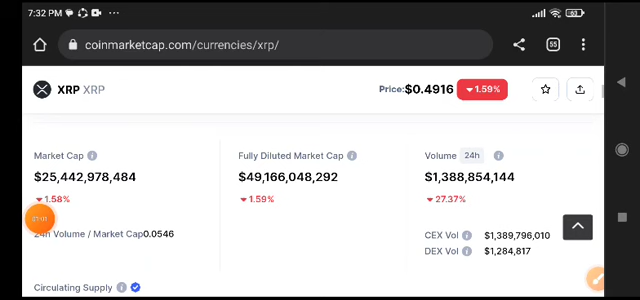 7:32 PM
63
coinmarketcap.com/currencies/xrp/
55
XRP XRP
Price:$0.4916 1.59%
Market Cap
$25,442,978,484
1.58%
24h Volume / Market Cap0.0546
Fully Diluted Market Cap
$49,166,048,292
1.59%
Volume 24h
$1,388,854,144
27.37%
CEX Vol $1,389,796,010
DEX Vol $1,284,817
Circulating Supply